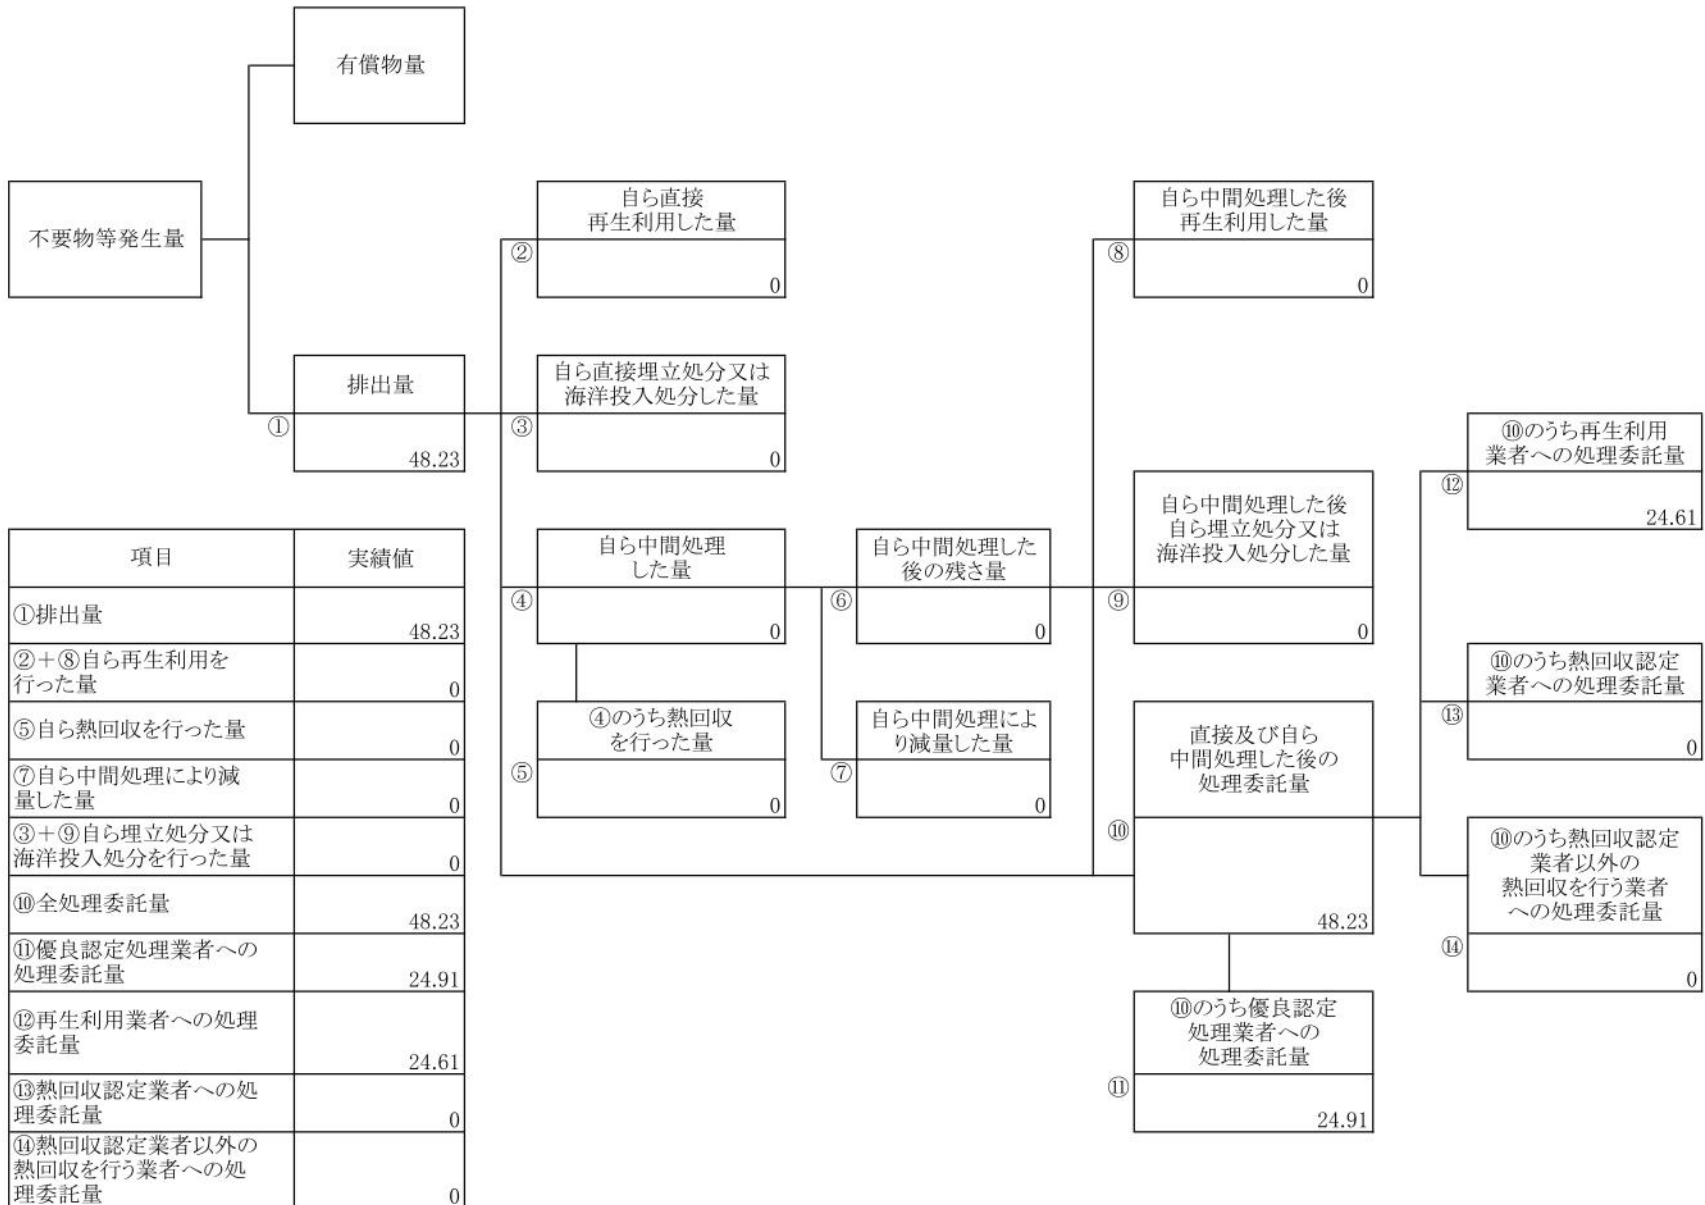 有償物量
不要物等発生量
自ら直接
再生利用した量
②
0
自ら中間処理した後
再生利用した量
⑧
0
排出量
①
48.23
自ら直接埋立処分又は
海洋投入処分した量
③
0
⑩のうち再生利用
業者への処理委託量
⑫
24.61
自ら中間処理
した量
④
0
自ら中間処理した
後の残さ量
⑥
0
自ら中間処理した後
自ら埋立処分又は
海洋投入処分した量
⑨
0
⑩のうち熱回収認定
業者への処理委託量
⑬
0
④のうち熱回収
を行った量
⑤
0
自ら中間処理によ
り減量した量
⑦
0
直接及び自ら
中間処理した後の
処理委託量
⑩
48.23
⑩のうち熱回収認定
業者以外の
熱回収を行う業者
への処理委託量
⑭
0
⑩のうち優良認定
処理業者への
処理委託量
⑪
24.91
項目 実績値
①排出量
48.23
②＋⑧自ら再生利用を
行った量 0
⑤自ら熱回収を行った量
0
⑦自ら中間処理により減
量した量 0
③＋⑨自ら埋立処分又は
海洋投入処分を行った量 0
⑩全処理委託量
48.23
⑪優良認定処理業者への
処理委託量 24.91
⑫再生利用業者への処理
委託量
24.61
⑬熱回収認定業者への処
理委託量 0
⑭熱回収認定業者以外の
熱回収を行う業者への処
理委託量 0